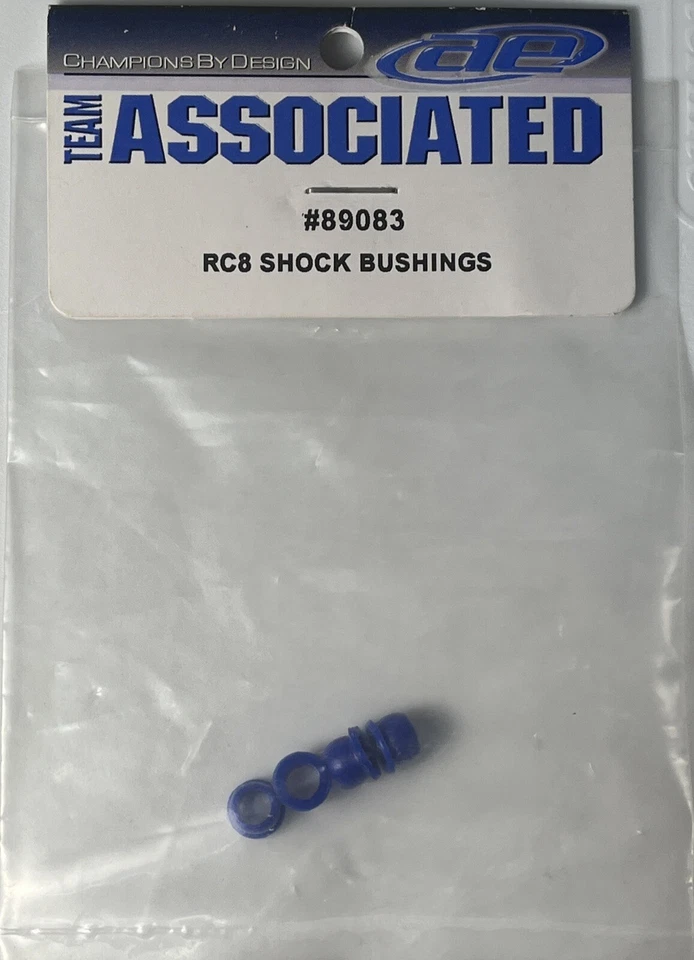 CHAMPIONS BY DESIGN
ae
TEAM ASSOCIATED
#89083
RC8 SHOCK BUSHINGS